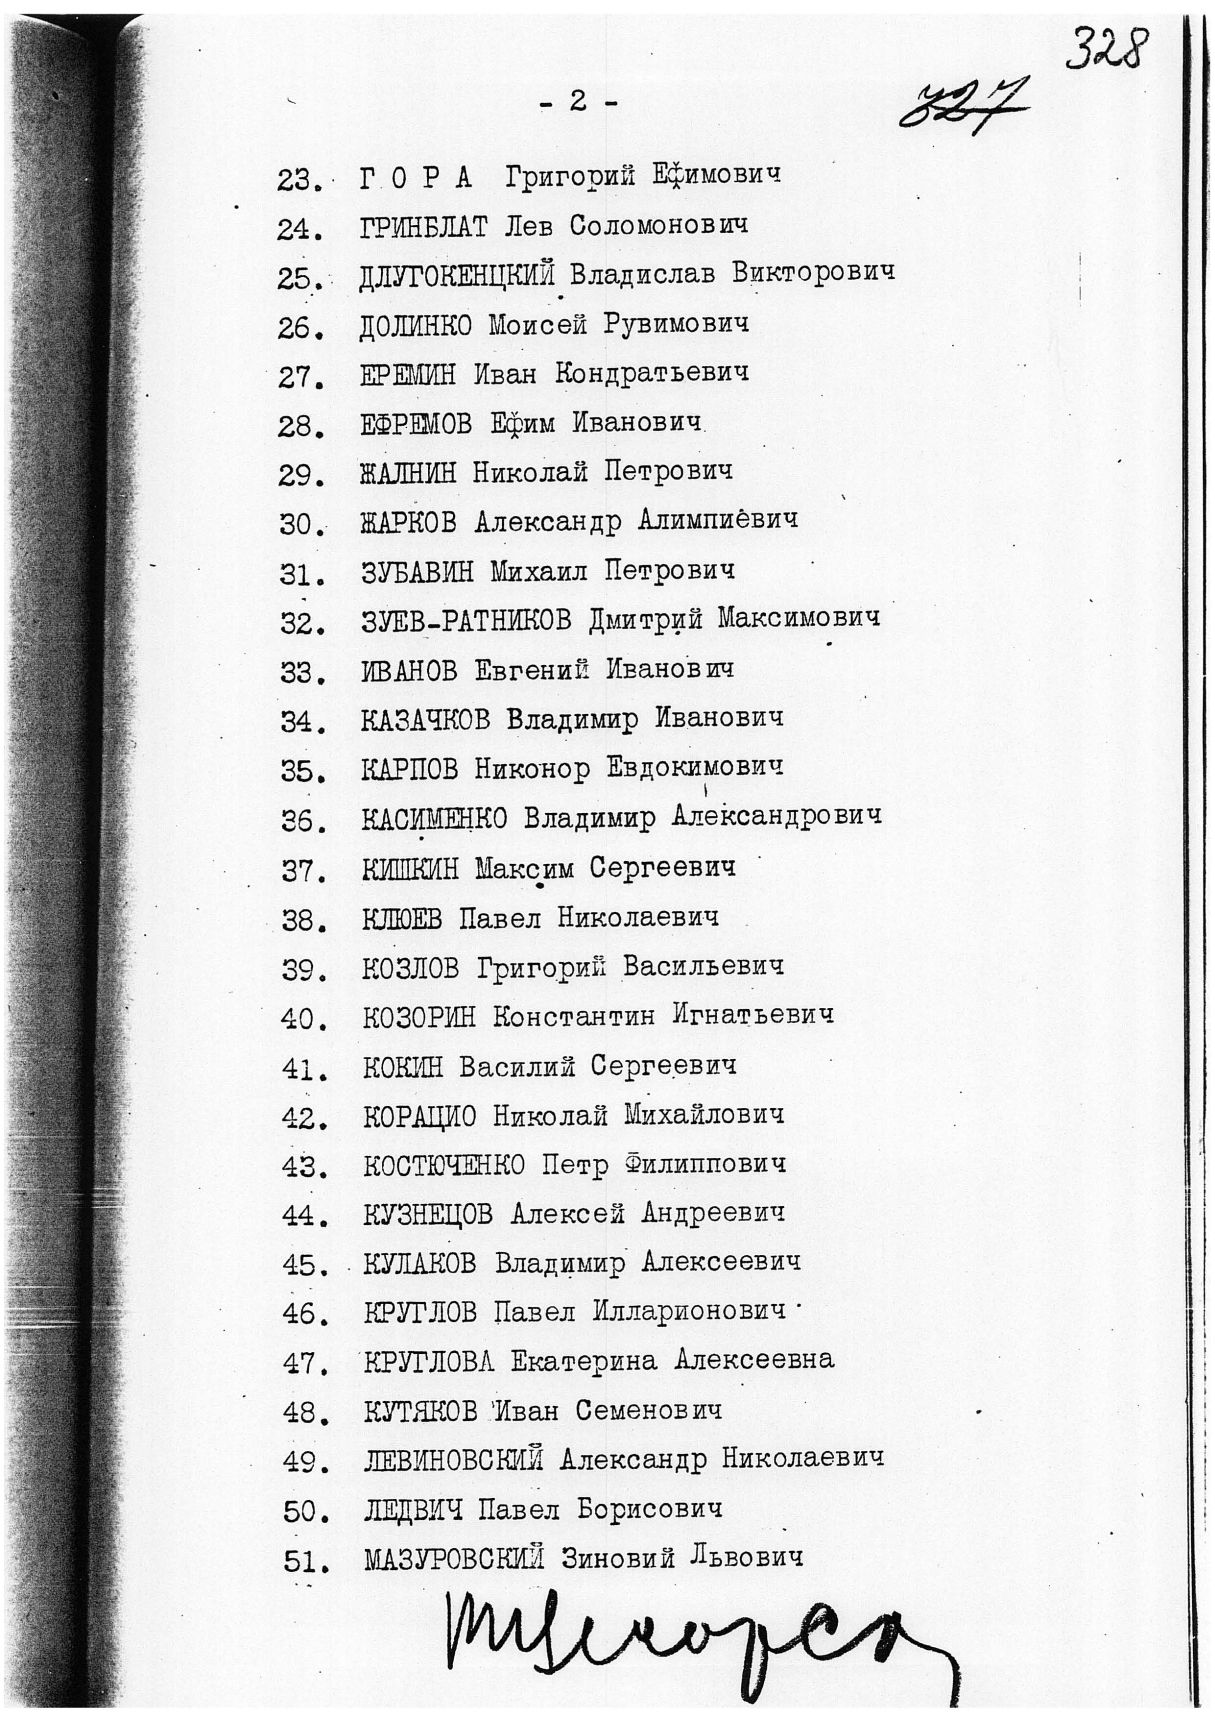 328
- 2 -
327
23. Г О Р А Григорий Ефимович
24. ГРИНБЛАТ Лев Соломонович
25. ДЛУГОКЕНЦКИЙ Владислав Викторович
26. ДОЛИНКО Моисей Рувимович
27. ЕРЕМИН Иван Кондратьевич
28. ЕФРЕМОВ Ефим Иванович
29. ЖАЛНИН Николай Петрович
30. ЖАРКОВ Александр Алимпиевич
31. ЗУБАВИН Михаил Петрович
32. ЗУЕВ-РАТНИКОВ Дмитрий Максимович
33. ИВАНОВ Евгений Иванович
34. КАЗАЧКОВ Владимир Иванович
35. КАРПОВ Никонор Евдокимович
36. КАСИМЕНКО Владимир Александрович
37. КИШКИН Максим Сергеевич
38. КЛЮЕВ Павел Николаевич
39. КОЗЛОВ Григорий Васильевич
40. КОЗОРИН Константин Игнатьевич
41. КОКИН Василий Сергеевич
42. КОРАЦИО Николай Михайлович
43. КОСТЮЧЕНКО Петр Филиппович
44. КУЗНЕЦОВ Алексей Андреевич
45. КУЛАКОВ Владимир Алексеевич
46. КРУГЛОВ Павел Илларионович
47. КРУГЛОВА Екатерина Алексеевна
48. КУТЯКОВ Иван Семенович
49. ЛЕВИНОВСКИЙ Александр Николаевич
50. ЛЕДВИЧ Павел Борисович
51. МАЗУРОВСКИЙ Зиновий Львович